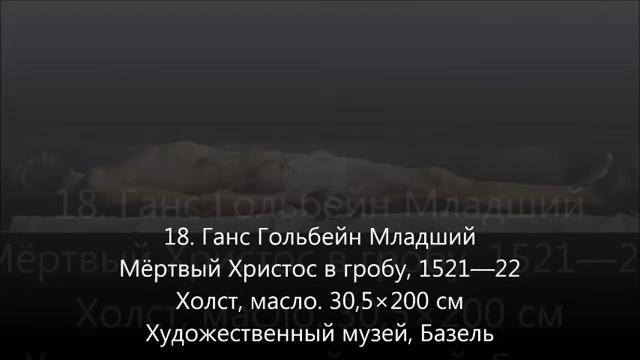 18. Ганс Гольбейн Младший
Мёртвый Христос в гробу, 1521—22
Холст, масло. 30,5×200 см
Художественный музей, Базель